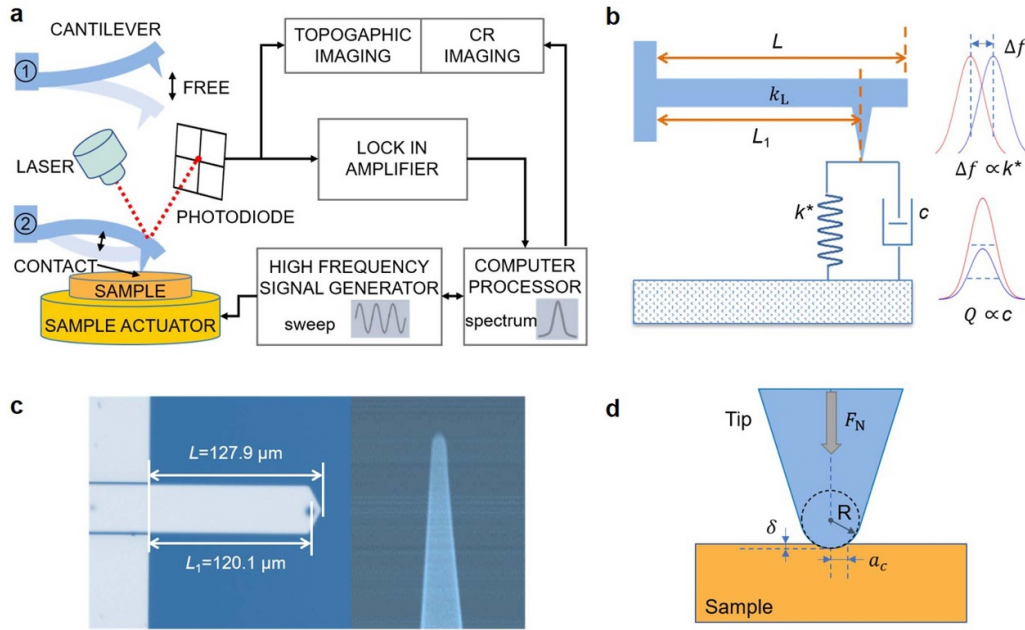 a
CANTILEVER
1
FREE
LASER
PHOTODIODE
2
CONTACT
SAMPLE
SAMPLE ACTUATOR
TOPOGAPHIC
IMAGING
CR
IMAGING
LOCK IN
AMPLIFIER
HIGH FREQUENCY
SIGNAL GENERATOR
sweep
COMPUTER
PROCESSOR
spectrum
b
L
k_L
L_1
k*
c
Δf
Δf ∝k*
Q ∝c
c
L=127.9 μm
L_1=120.1 μm
d
Tip
F_N
R
δ
a_c
Sample